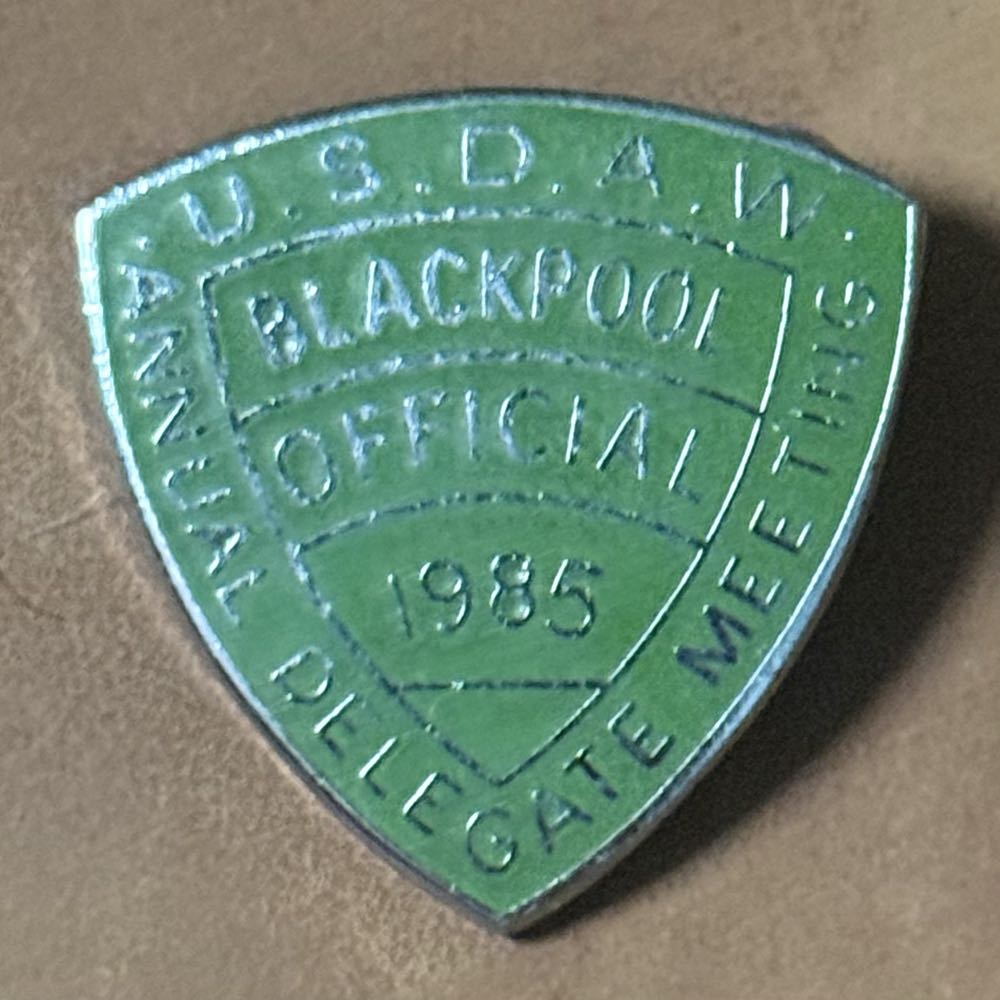 .U.S.D.A.W.
BLACKPOOL
OFFICIAL
1985
ANNUAL DELEGATE MEETING